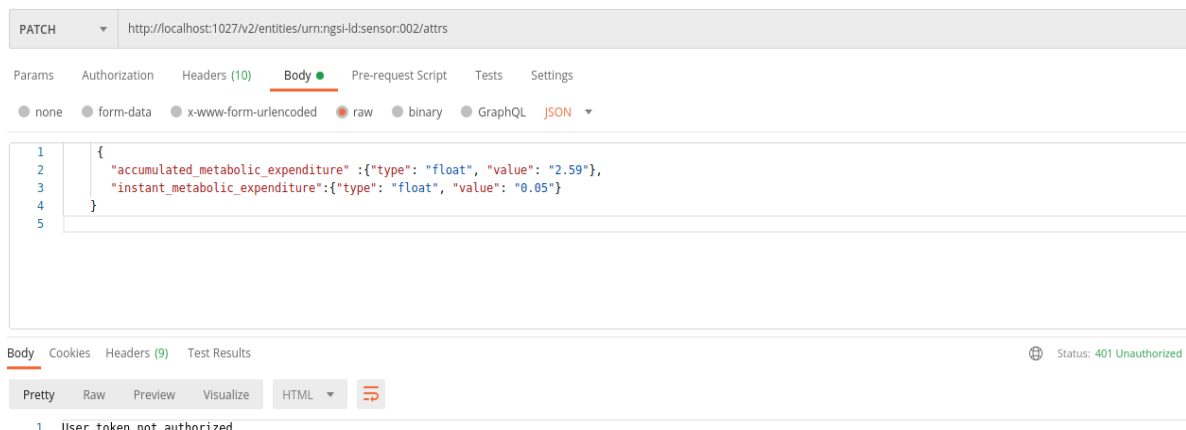 PATCH http://localhost:1027/v2/entities/urn:ngsi-ld:sensor:002/attrs
Params Authorization Headers (10) Body Pre-request Script Tests Settings
none form-data x-www-form-urlencoded raw binary GraphQL JSON
1 {
2 "accumulated_metabolic_expenditure" :{"type": "float", "value": "2.59"},
3 "instant_metabolic_expenditure":{"type": "float", "value": "0.05"}
4 }
5
Body Cookies Headers (9) Test Results Status: 401 Unauthorized
Pretty Raw Preview Visualize HTML
1 User token not authorized